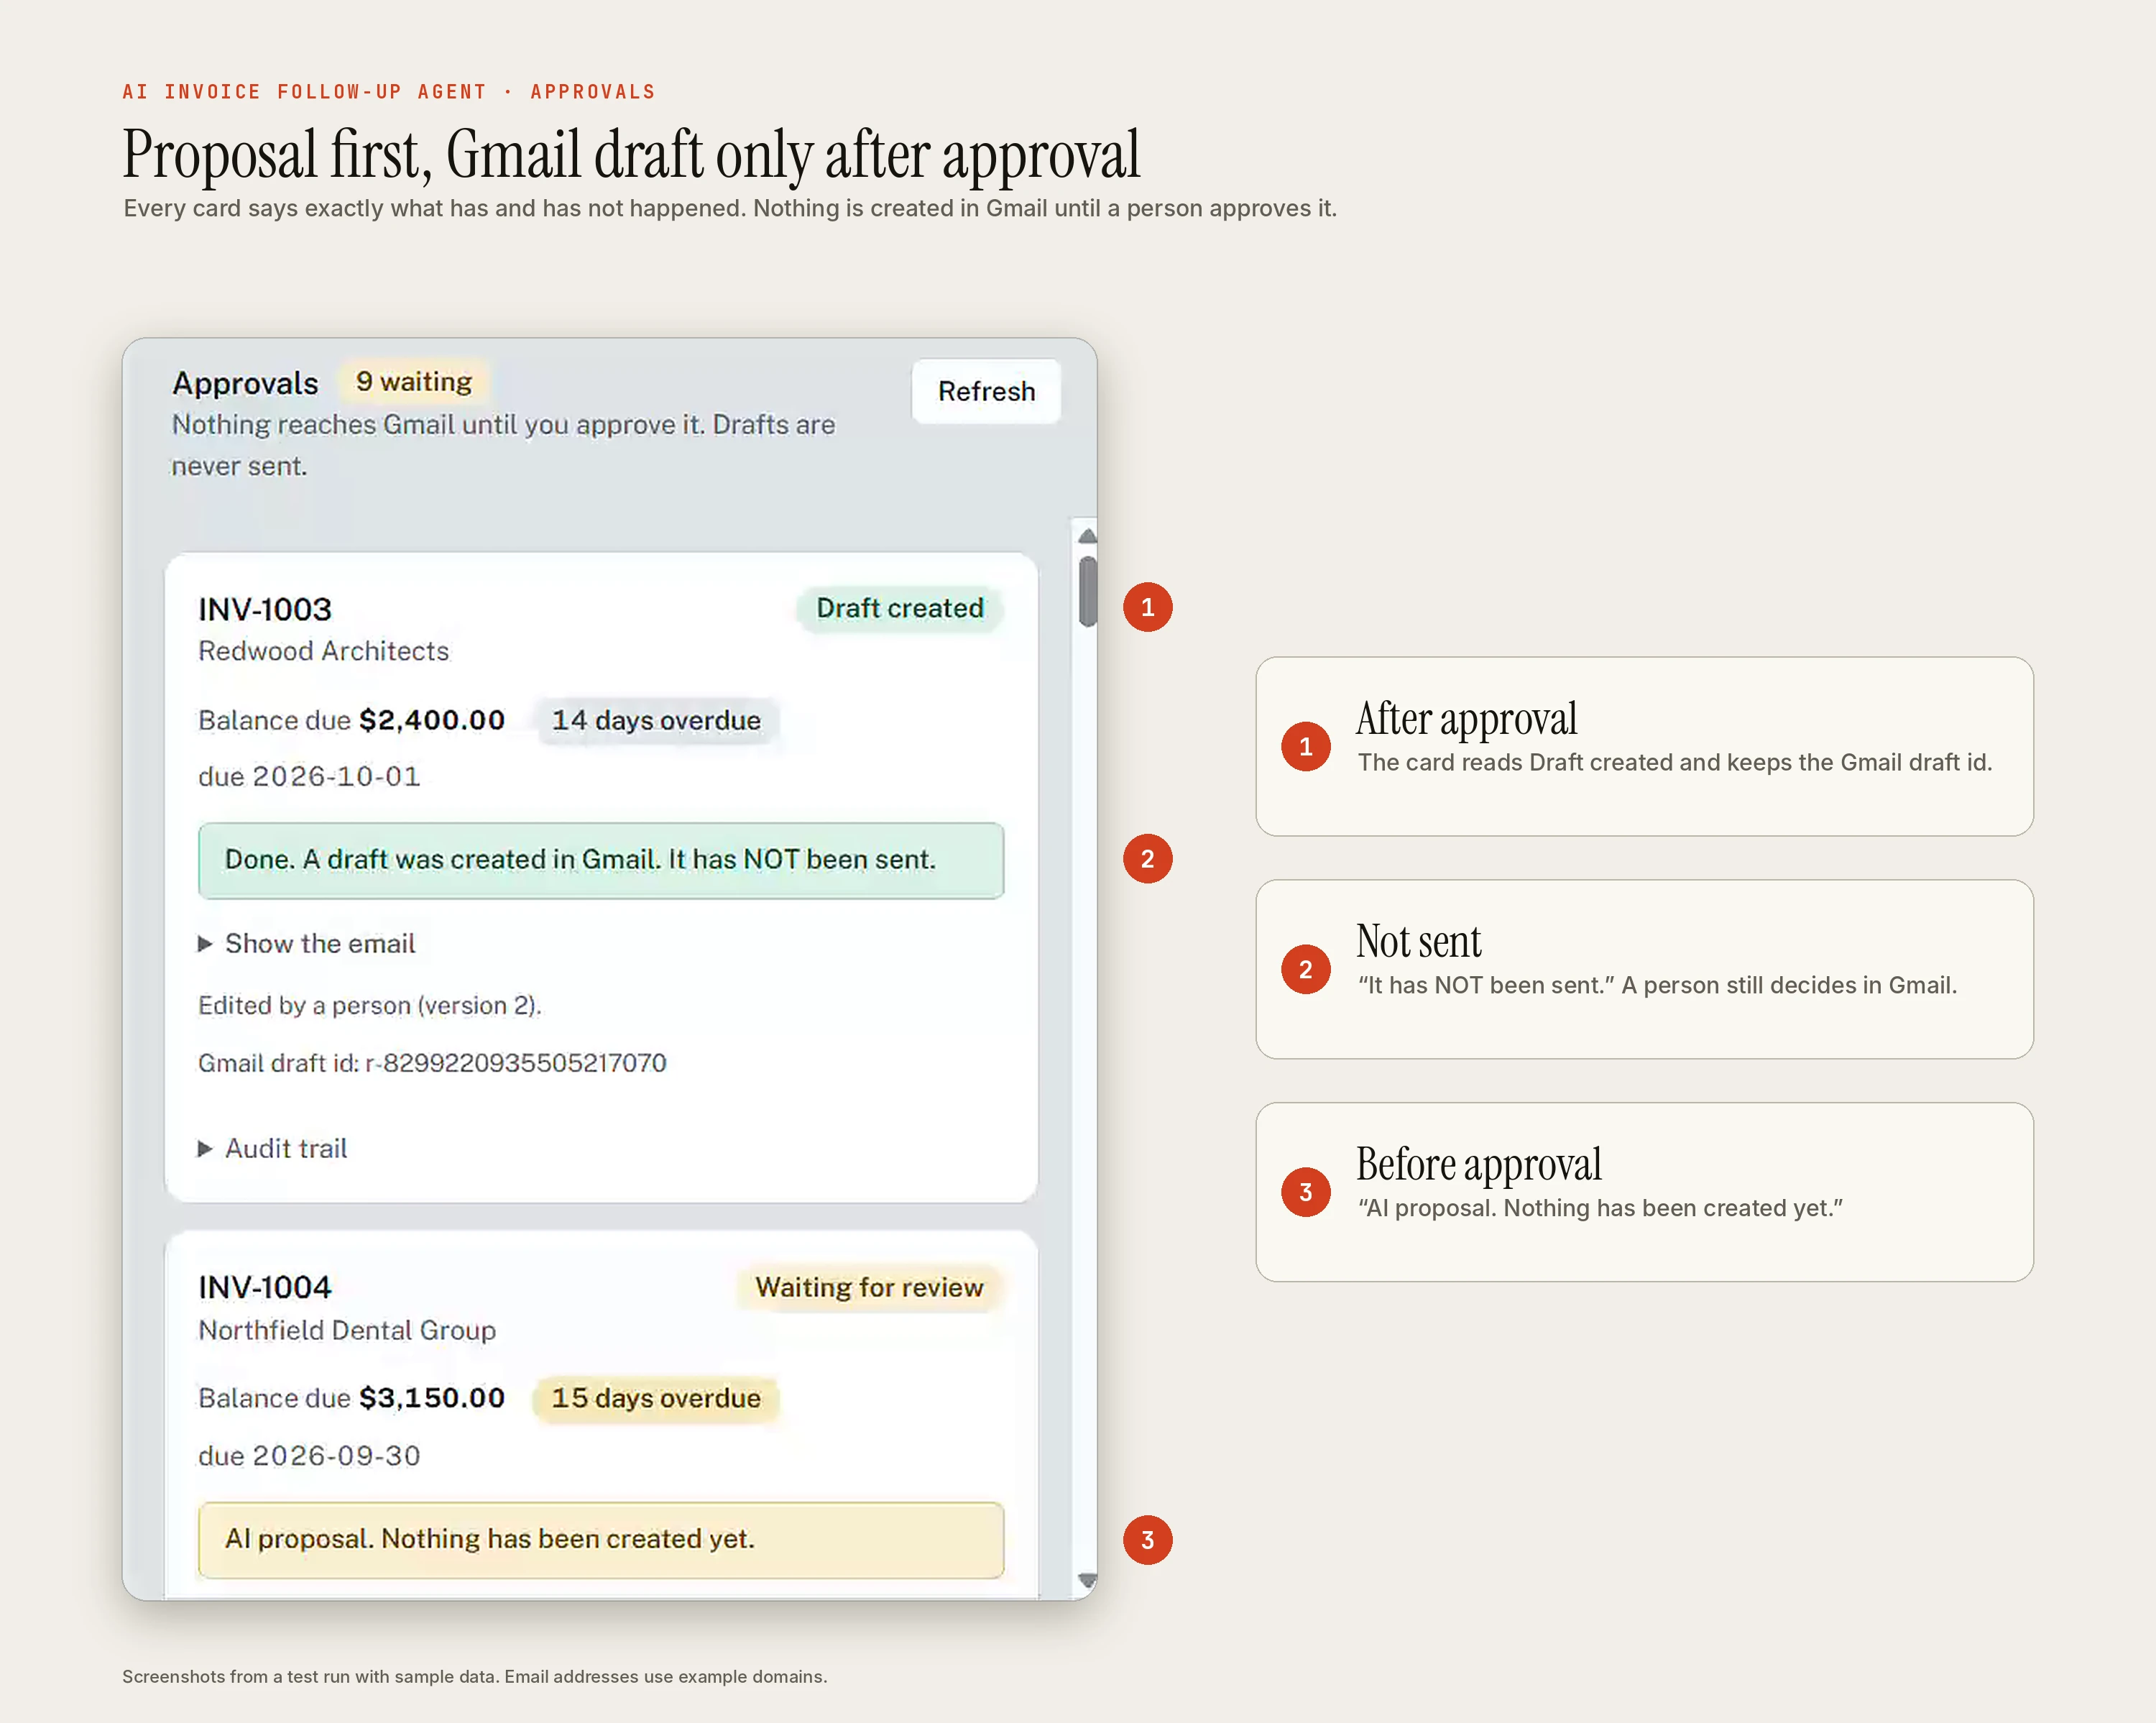 AI INVOICE FOLLOW-UP AGENT · APPROVALS
Proposal first, Gmail draft only after approval
Every card says exactly what has and has not happened. Nothing is created in Gmail until a person approves it.
Approvals 9 waiting
Refresh
Nothing reaches Gmail until you approve it. Drafts are
never sent.
INV-1003
Draft created
Redwood Architects
Balance due $2,400.00 14 days overdue
due 2026-10-01
Done. A draft was created in Gmail. It has NOT been sent.
Show the email
Edited by a person (version 2).
Gmail draft id: r-8299220935505217070
Audit trail
INV-1004
Waiting for review
Northfield Dental Group
Balance due $3,150.00 15 days overdue
due 2026-09-30
AI proposal. Nothing has been created yet.
1
2
3
1
After approval
The card reads Draft created and keeps the Gmail draft id.
2
Not sent
“It has NOT been sent.” A person still decides in Gmail.
3
Before approval
“AI proposal. Nothing has been created yet.”
Screenshots from a test run with sample data. Email addresses use example domains.